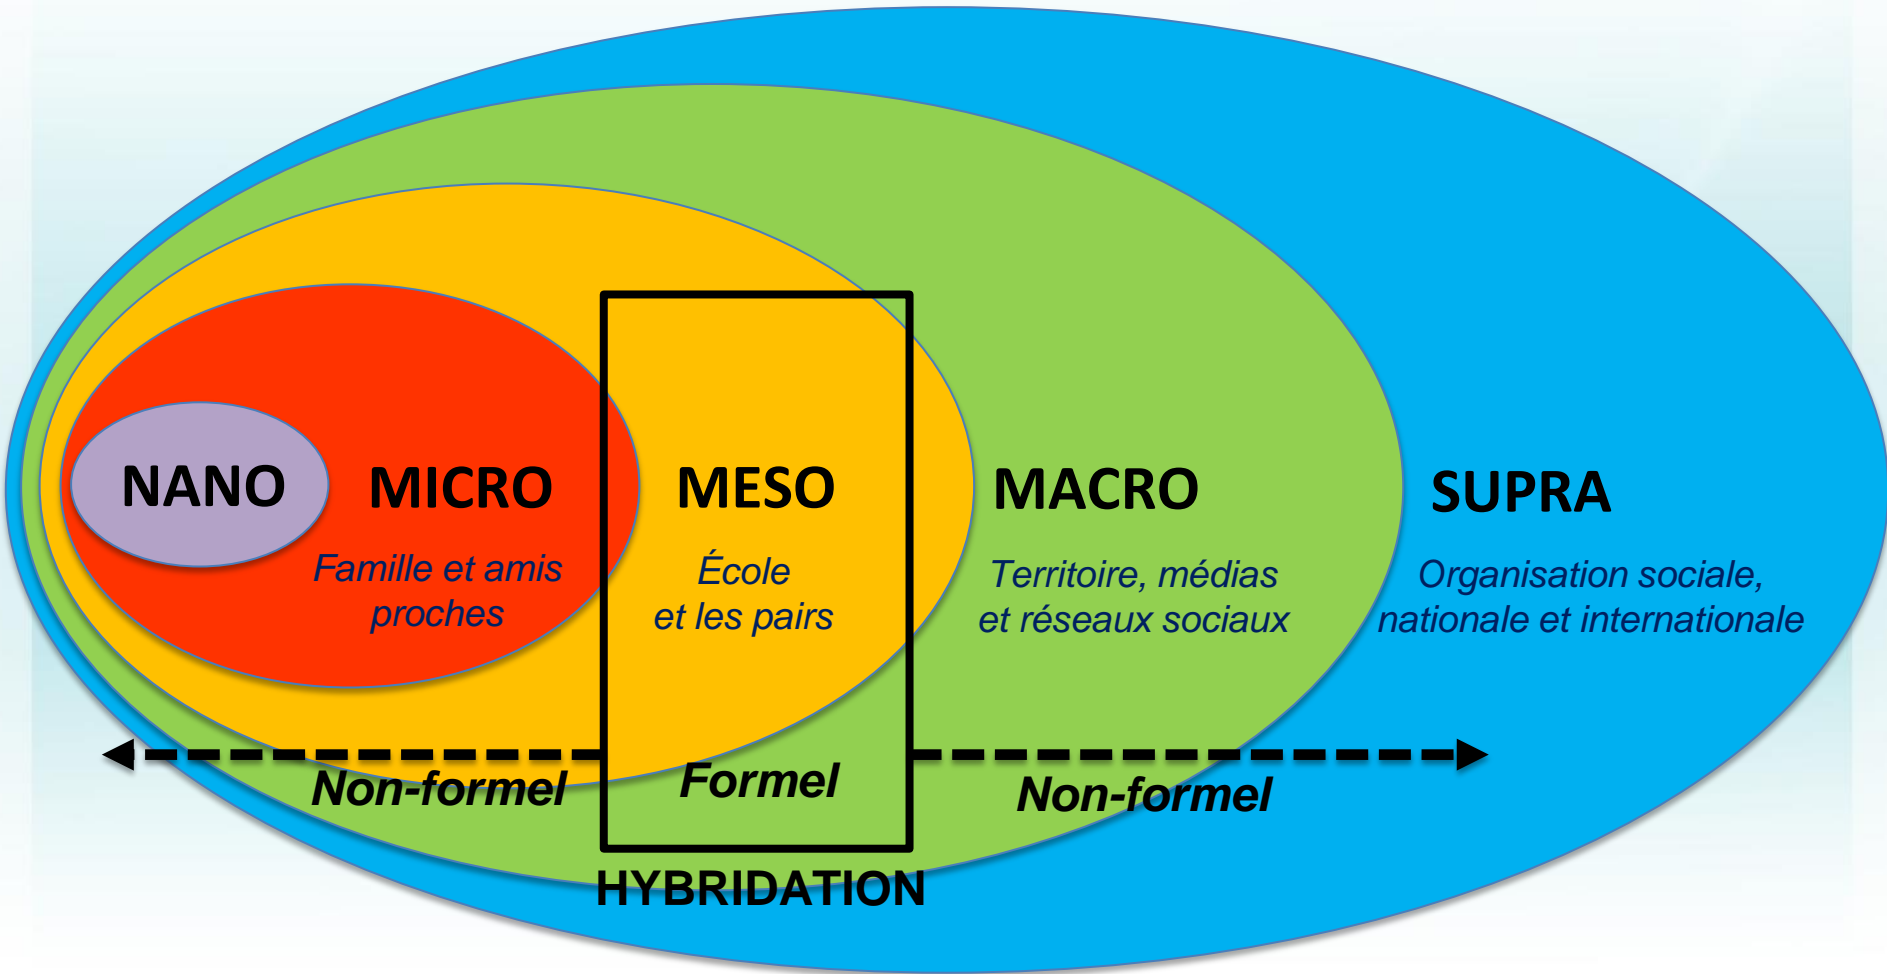 NANO
MICRO
Famille et amis
proches
MESO
École
et les pairs
MACRO
Territoire, médias
et réseaux sociaux
SUPRA
Organisation sociale,
nationale et internationale
Non-formel
Formel
Non-formel
HYBRIDATION